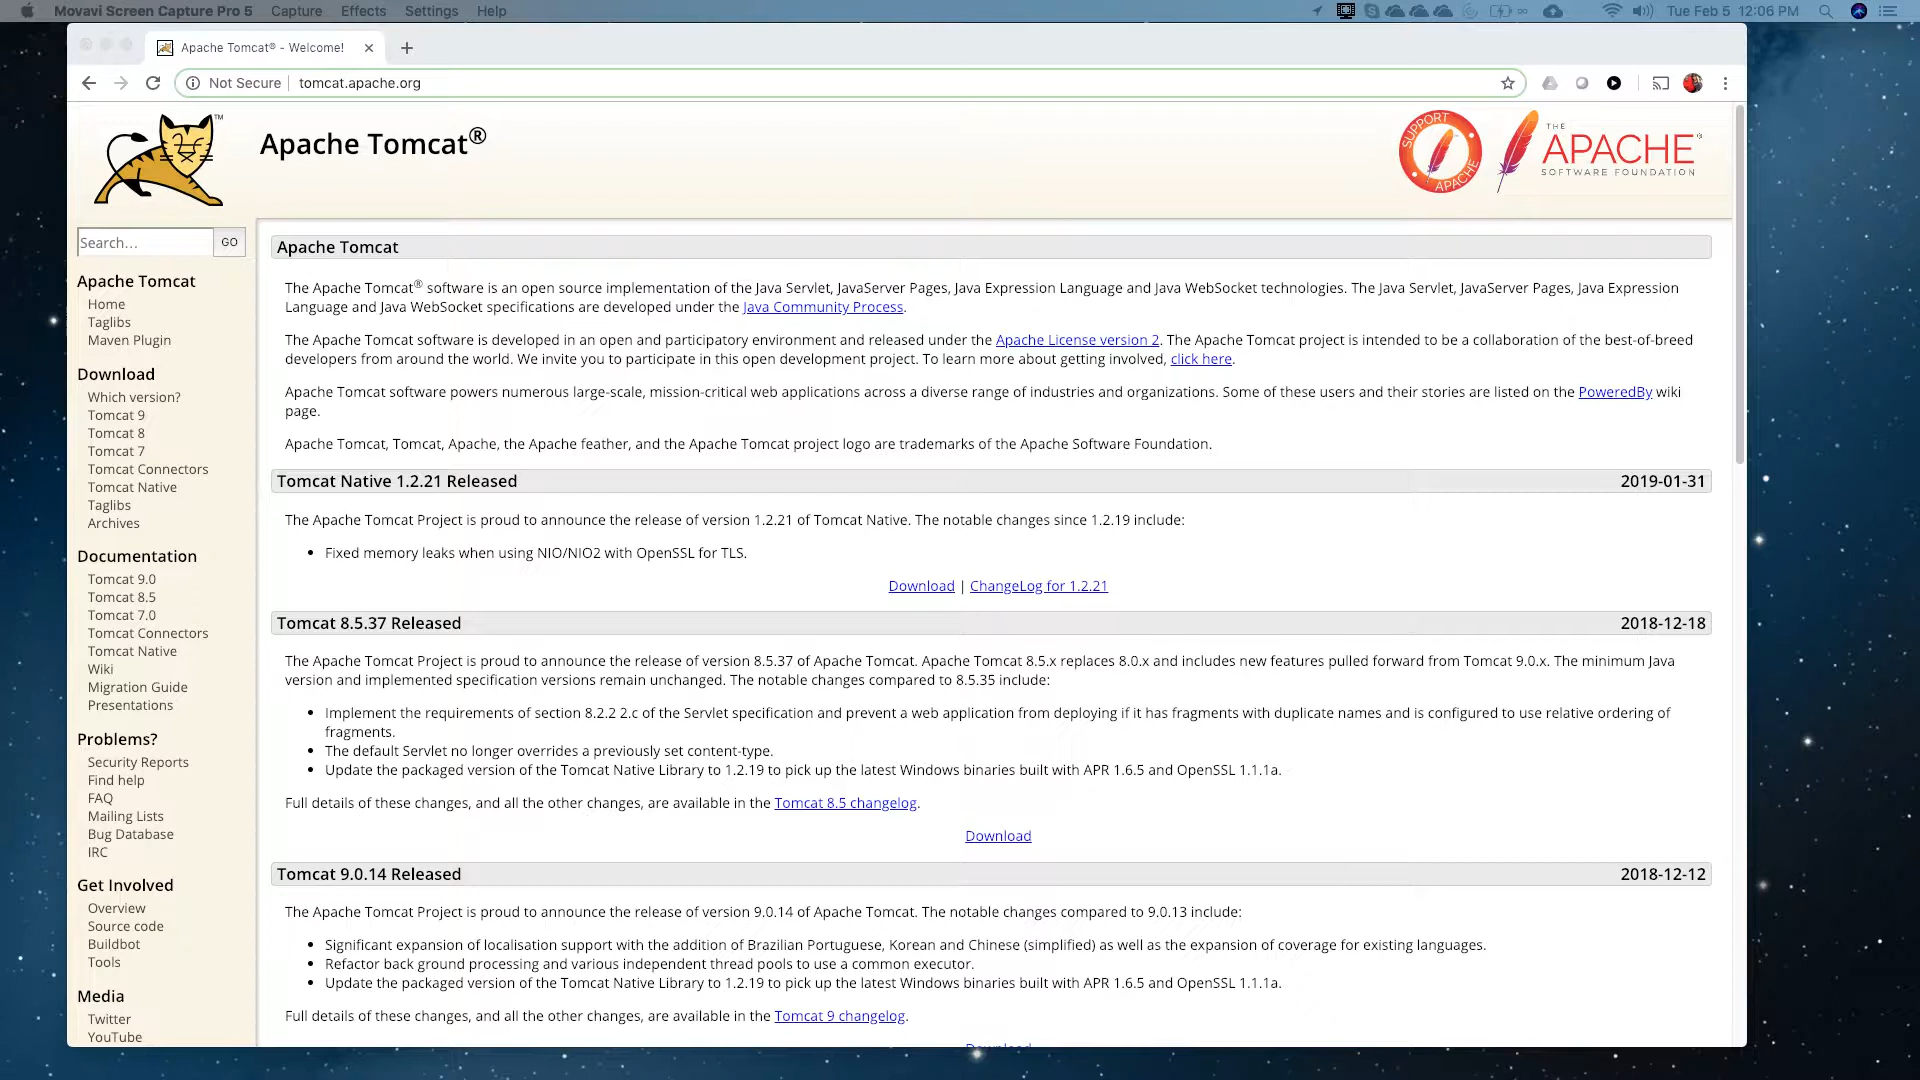 Movavi Screen Capture Pro 5 Capture Effects Settings Help
Tue Feb 5 12:06 PM
Apache Tomcat® - Welcome!
Not Secure | tomcat.apache.org
TM
Apache Tomcat®
SUPPORT APACHE
THE APACHE® SOFTWARE FOUNDATION
Search… GO
Apache Tomcat
Home
Taglibs
Maven Plugin
Download
Which version?
Tomcat 9
Tomcat 8
Tomcat 7
Tomcat Connectors
Tomcat Native
Taglibs
Archives
Documentation
Tomcat 9.0
Tomcat 8.5
Tomcat 7.0
Tomcat Connectors
Tomcat Native
Wiki
Migration Guide
Presentations
Problems?
Security Reports
Find help
FAQ
Mailing Lists
Bug Database
IRC
Get Involved
Overview
Source code
Buildbot
Tools
Media
Twitter
YouTube
Apache Tomcat
The Apache Tomcat® software is an open source implementation of the Java Servlet, JavaServer Pages, Java Expression Language and Java WebSocket technologies. The Java Servlet, JavaServer Pages, Java Expression
Language and Java WebSocket specifications are developed under the Java Community Process.
The Apache Tomcat software is developed in an open and participatory environment and released under the Apache License version 2. The Apache Tomcat project is intended to be a collaboration of the best-of-breed
developers from around the world. We invite you to participate in this open development project. To learn more about getting involved, click here.
Apache Tomcat software powers numerous large-scale, mission-critical web applications across a diverse range of industries and organizations. Some of these users and their stories are listed on the PoweredBy wiki
page.
Apache Tomcat, Tomcat, Apache, the Apache feather, and the Apache Tomcat project logo are trademarks of the Apache Software Foundation.
Tomcat Native 1.2.21 Released 2019-01-31
The Apache Tomcat Project is proud to announce the release of version 1.2.21 of Tomcat Native. The notable changes since 1.2.19 include:
• Fixed memory leaks when using NIO/NIO2 with OpenSSL for TLS.
Download | ChangeLog for 1.2.21
Tomcat 8.5.37 Released 2018-12-18
The Apache Tomcat Project is proud to announce the release of version 8.5.37 of Apache Tomcat. Apache Tomcat 8.5.x replaces 8.0.x and includes new features pulled forward from Tomcat 9.0.x. The minimum Java
version and implemented specification versions remain unchanged. The notable changes compared to 8.5.35 include:
• Implement the requirements of section 8.2.2 2.c of the Servlet specification and prevent a web application from deploying if it has fragments with duplicate names and is configured to use relative ordering of
fragments.
• The default Servlet no longer overrides a previously set content-type.
• Update the packaged version of the Tomcat Native Library to 1.2.19 to pick up the latest Windows binaries built with APR 1.6.5 and OpenSSL 1.1.1a.
Full details of these changes, and all the other changes, are available in the Tomcat 8.5 changelog.
Download
Tomcat 9.0.14 Released 2018-12-12
The Apache Tomcat Project is proud to announce the release of version 9.0.14 of Apache Tomcat. The notable changes compared to 9.0.13 include:
• Significant expansion of localisation support with the addition of Brazilian Portuguese, Korean and Chinese (simplified) as well as the expansion of coverage for existing languages.
• Refactor back ground processing and various independent thread pools to use a common executor.
• Update the packaged version of the Tomcat Native Library to 1.2.19 to pick up the latest Windows binaries built with APR 1.6.5 and OpenSSL 1.1.1a.
Full details of these changes, and all the other changes, are available in the Tomcat 9 changelog.
Download